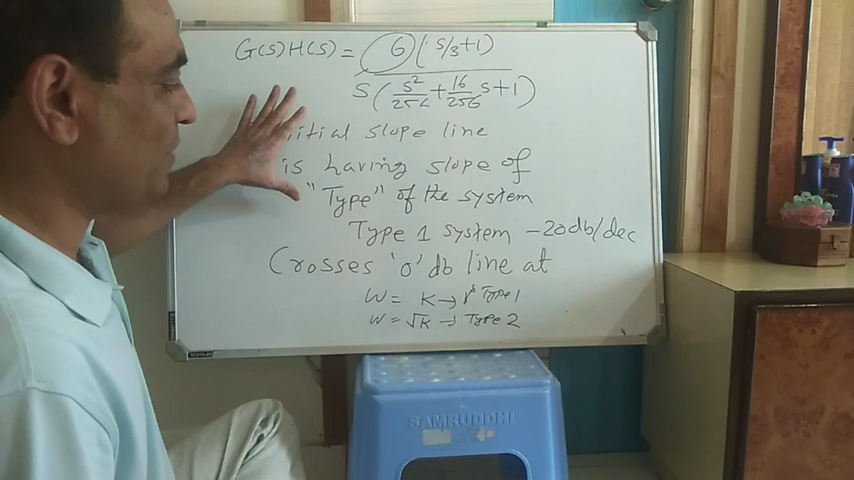 G(s)H(s) = 6 (s/3+1)
S(s²/256+16/256 s+1)
itial slope line
is having slope of
"Type" of the system
Type 1 system -20db/dec
Crosses 'o' db line at
W = K → Type 1
W = √K → Type 2
SAMRUDDHI